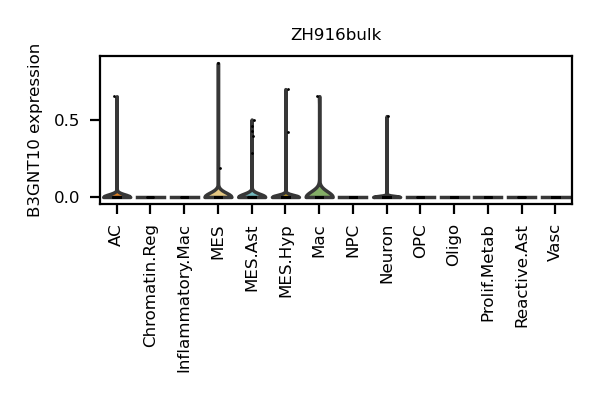 ZH916bulk
B3GNT10 expression
0.5
0.0
AC
Chromatin.Reg
Inflammatory.Mac
MES
MES.Ast
MES.Hyp
Mac
NPC
Neuron
OPC
Oligo
Prolif.Metab
Reactive.Ast
Vasc